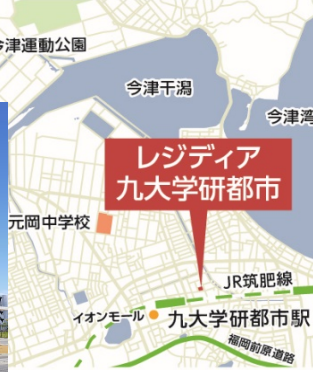 今津運動公園
今津干潟
今津湾
レジディア
九大学研都市
元岡中学校
JR筑肥線
イオンモール
九大学研都市駅
福岡前原道路